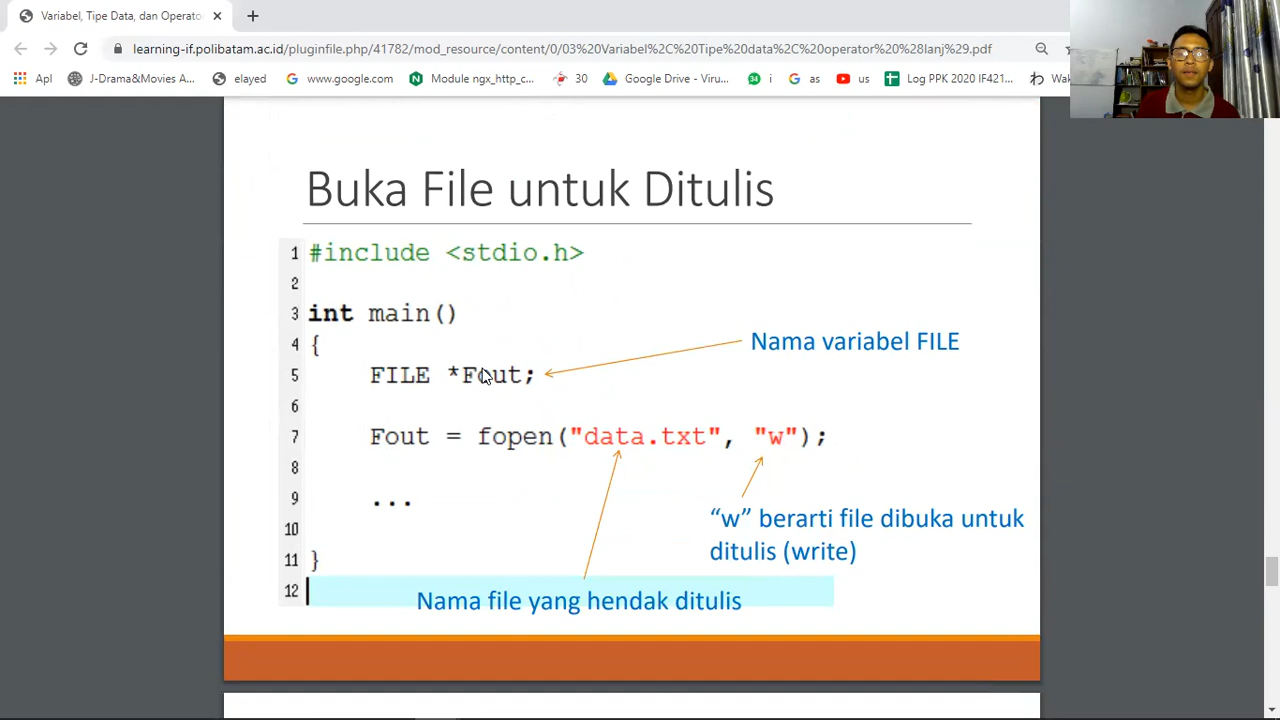 Variabel, Tipe Data, dan Operato
learning-if.polibatam.ac.id/pluginfile.php/41782/mod_resource/content/0/03%20Variabel%2C%20Tipe%20data%2C%20operator%20%28lanj%29.pdf
Apl J-Drama&Movies A... elayed www.google.com Module ngx_http_c... 30 Google Drive - Viru... 34 i as us Log PPK 2020 IF421... Wak
Buka File untuk Ditulis
1 #include <stdio.h>
2
3 int main()
4 {
5 FILE *Fout;
Nama variabel FILE
6
7 Fout = fopen("data.txt", "w");
8
9 ...
10
11 }
12
“w” berarti file dibuka untuk
ditulis (write)
Nama file yang hendak ditulis